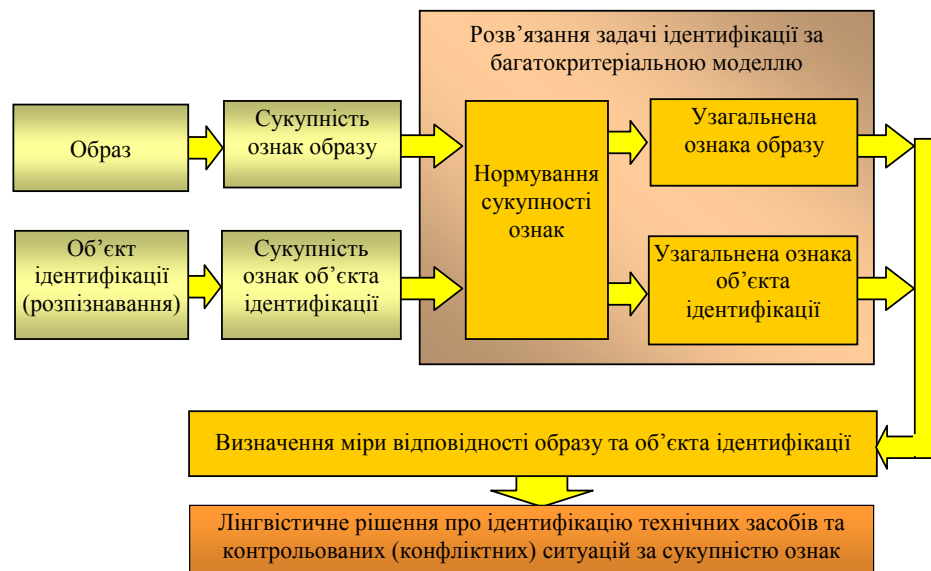 Розв’язання задачі ідентифікації за
багатокритеріальною моделлю
Образ
Сукупність
ознак образу
Нормування
сукупності
ознак
Узагальнена
ознака образу
Об’єкт
ідентифікації
(розпізнавання)
Сукупність
ознак об’єкта
ідентифікації
Узагальнена ознака
об’єкта
ідентифікації
Визначення міри відповідності образу та об’єкта ідентифікації
Лінгвістичне рішення про ідентифікацію технічних засобів та
контрольованих (конфліктних) ситуацій за сукупністю ознак